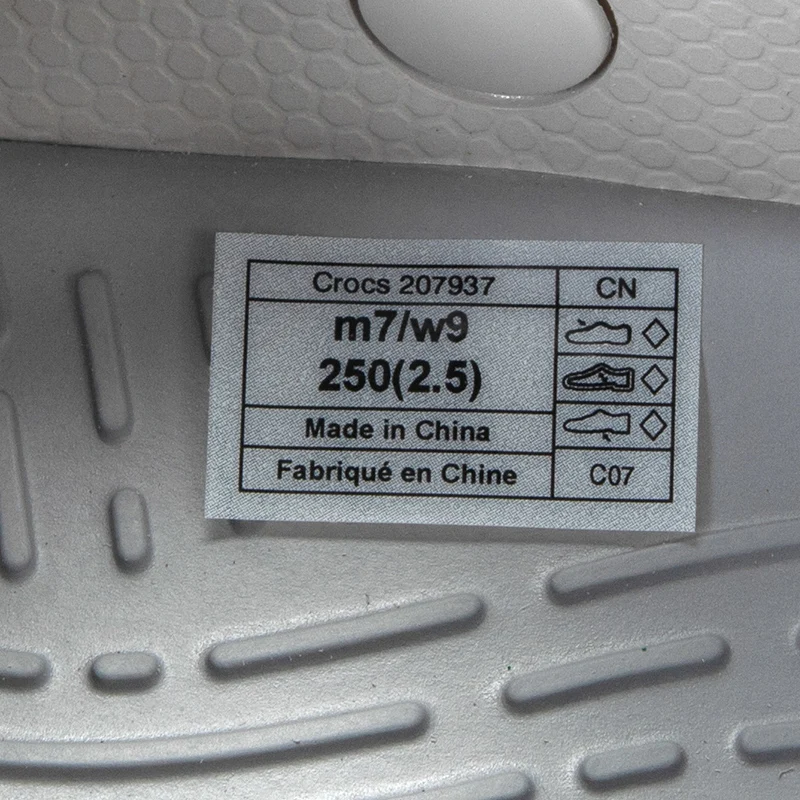 Crocs 207937
CN
m7/w9
250(2.5)
Made in China
Fabriqué en Chine
C07